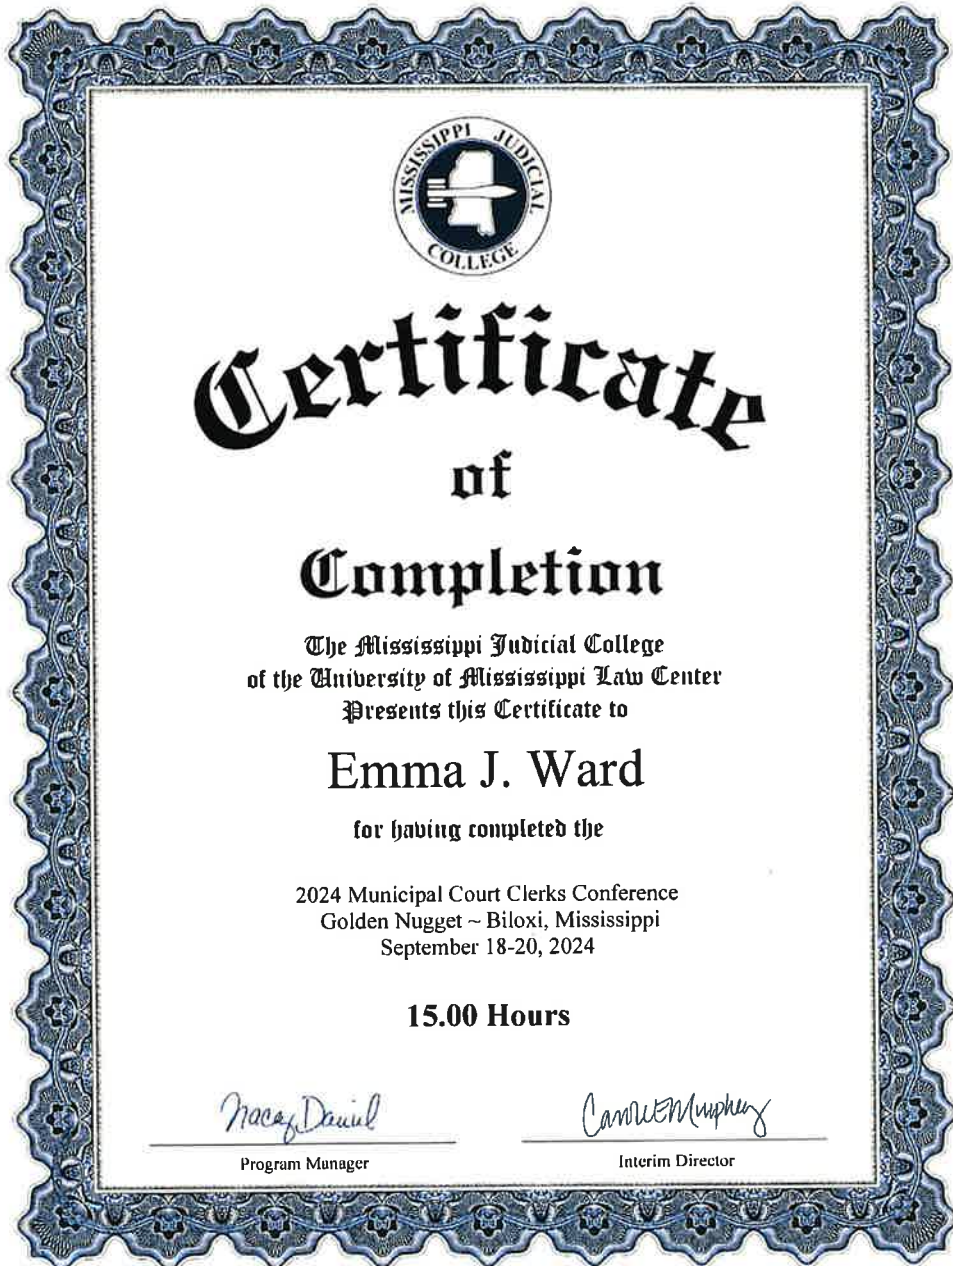 MISSISSIPPI JUDICIAL
COLLEGE
Certificate
of
Completion
The Mississippi Judicial College
of the University of Mississippi Law Center
Presents this Certificate to
Emma J. Ward
for having completed the
2024 Municipal Court Clerks Conference
Golden Nugget ~ Biloxi, Mississippi
September 18-20, 2024
15.00 Hours
Daniel
Murphey
Program Manager
Interim Director